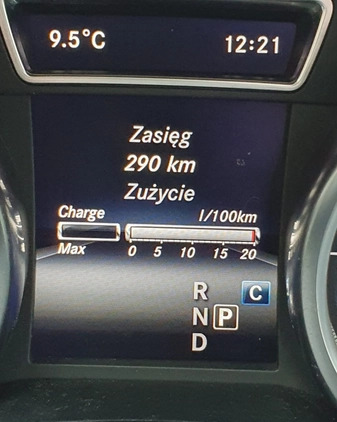 9.5°C 12:21
Zasięg
290 km
Zużycie
Charge l/100km
Max 0 5 10 15 20
R C
N P
D